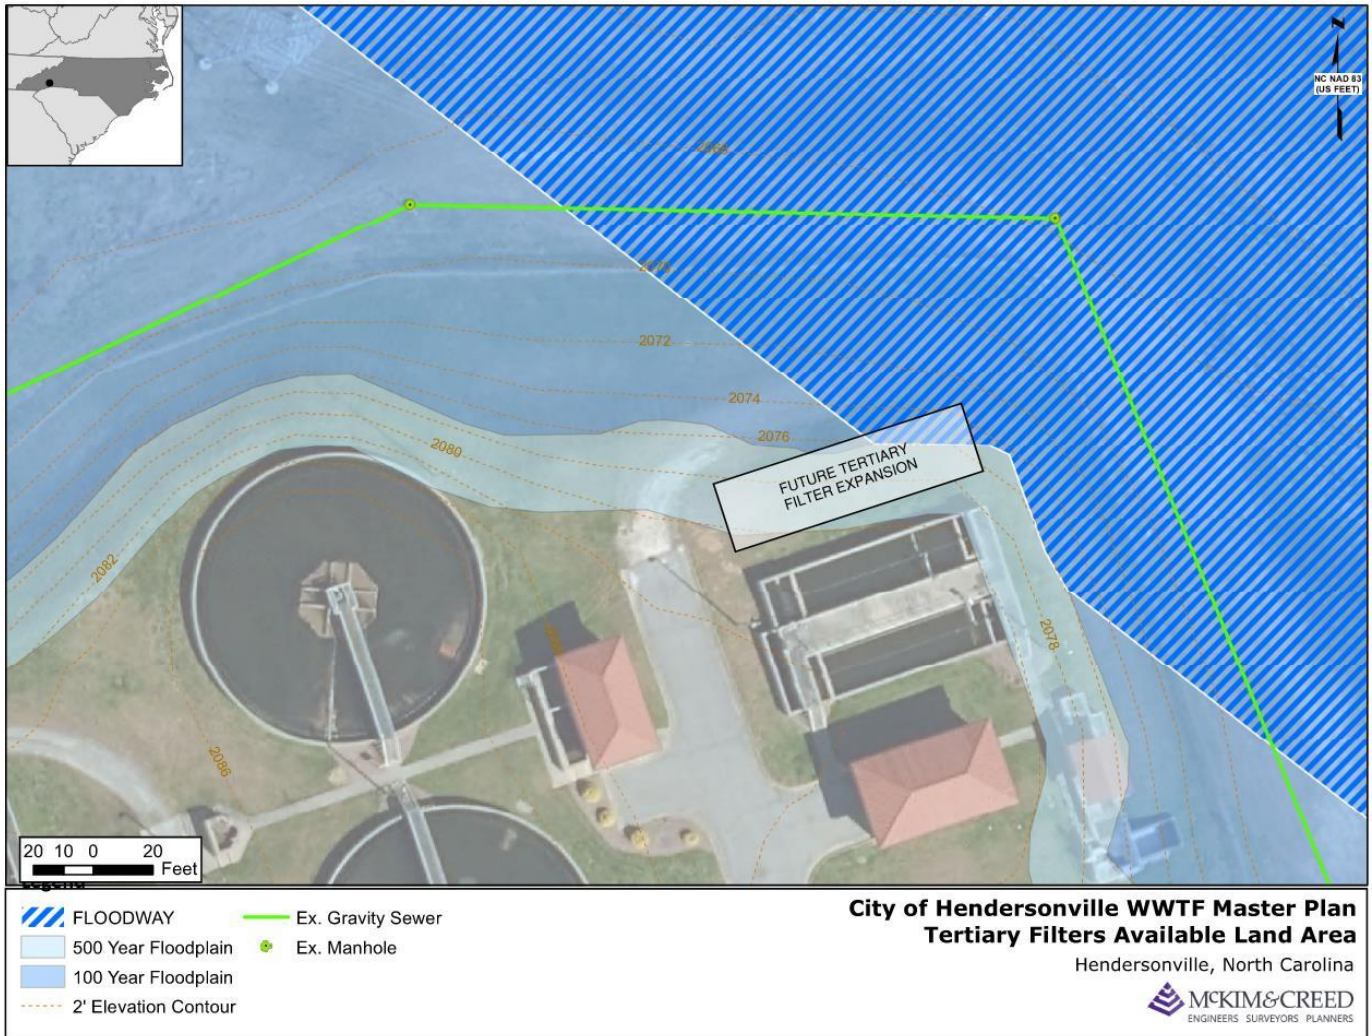 NC NAD 83
(US FEET)
2068
2070
2072
2074
2076
2080
FUTURE TERTIARY
FILTER EXPANSION
2082
2078
2086
20 10 0 20
Feet
Legend
FLOODWAY
500 Year Floodplain
100 Year Floodplain
2' Elevation Contour
Ex. Gravity Sewer
Ex. Manhole
City of Hendersonville WWTF Master Plan
Tertiary Filters Available Land Area
Hendersonville, North Carolina
MCKIM&CREED
ENGINEERS SURVEYORS PLANNERS